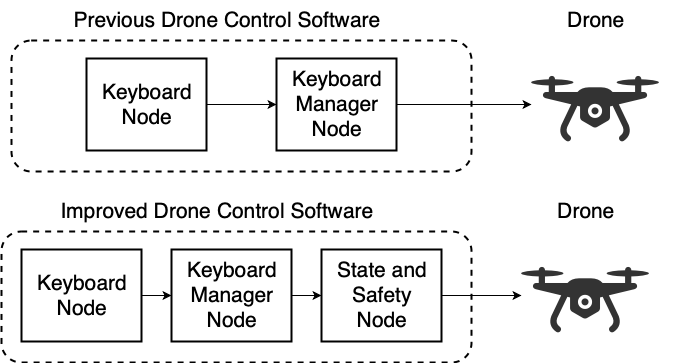 Previous Drone Control Software
Drone
Keyboard
Node
Keyboard
Manager
Node
Improved Drone Control Software
Drone
Keyboard
Node
Keyboard
Manager
Node
State and
Safety
Node